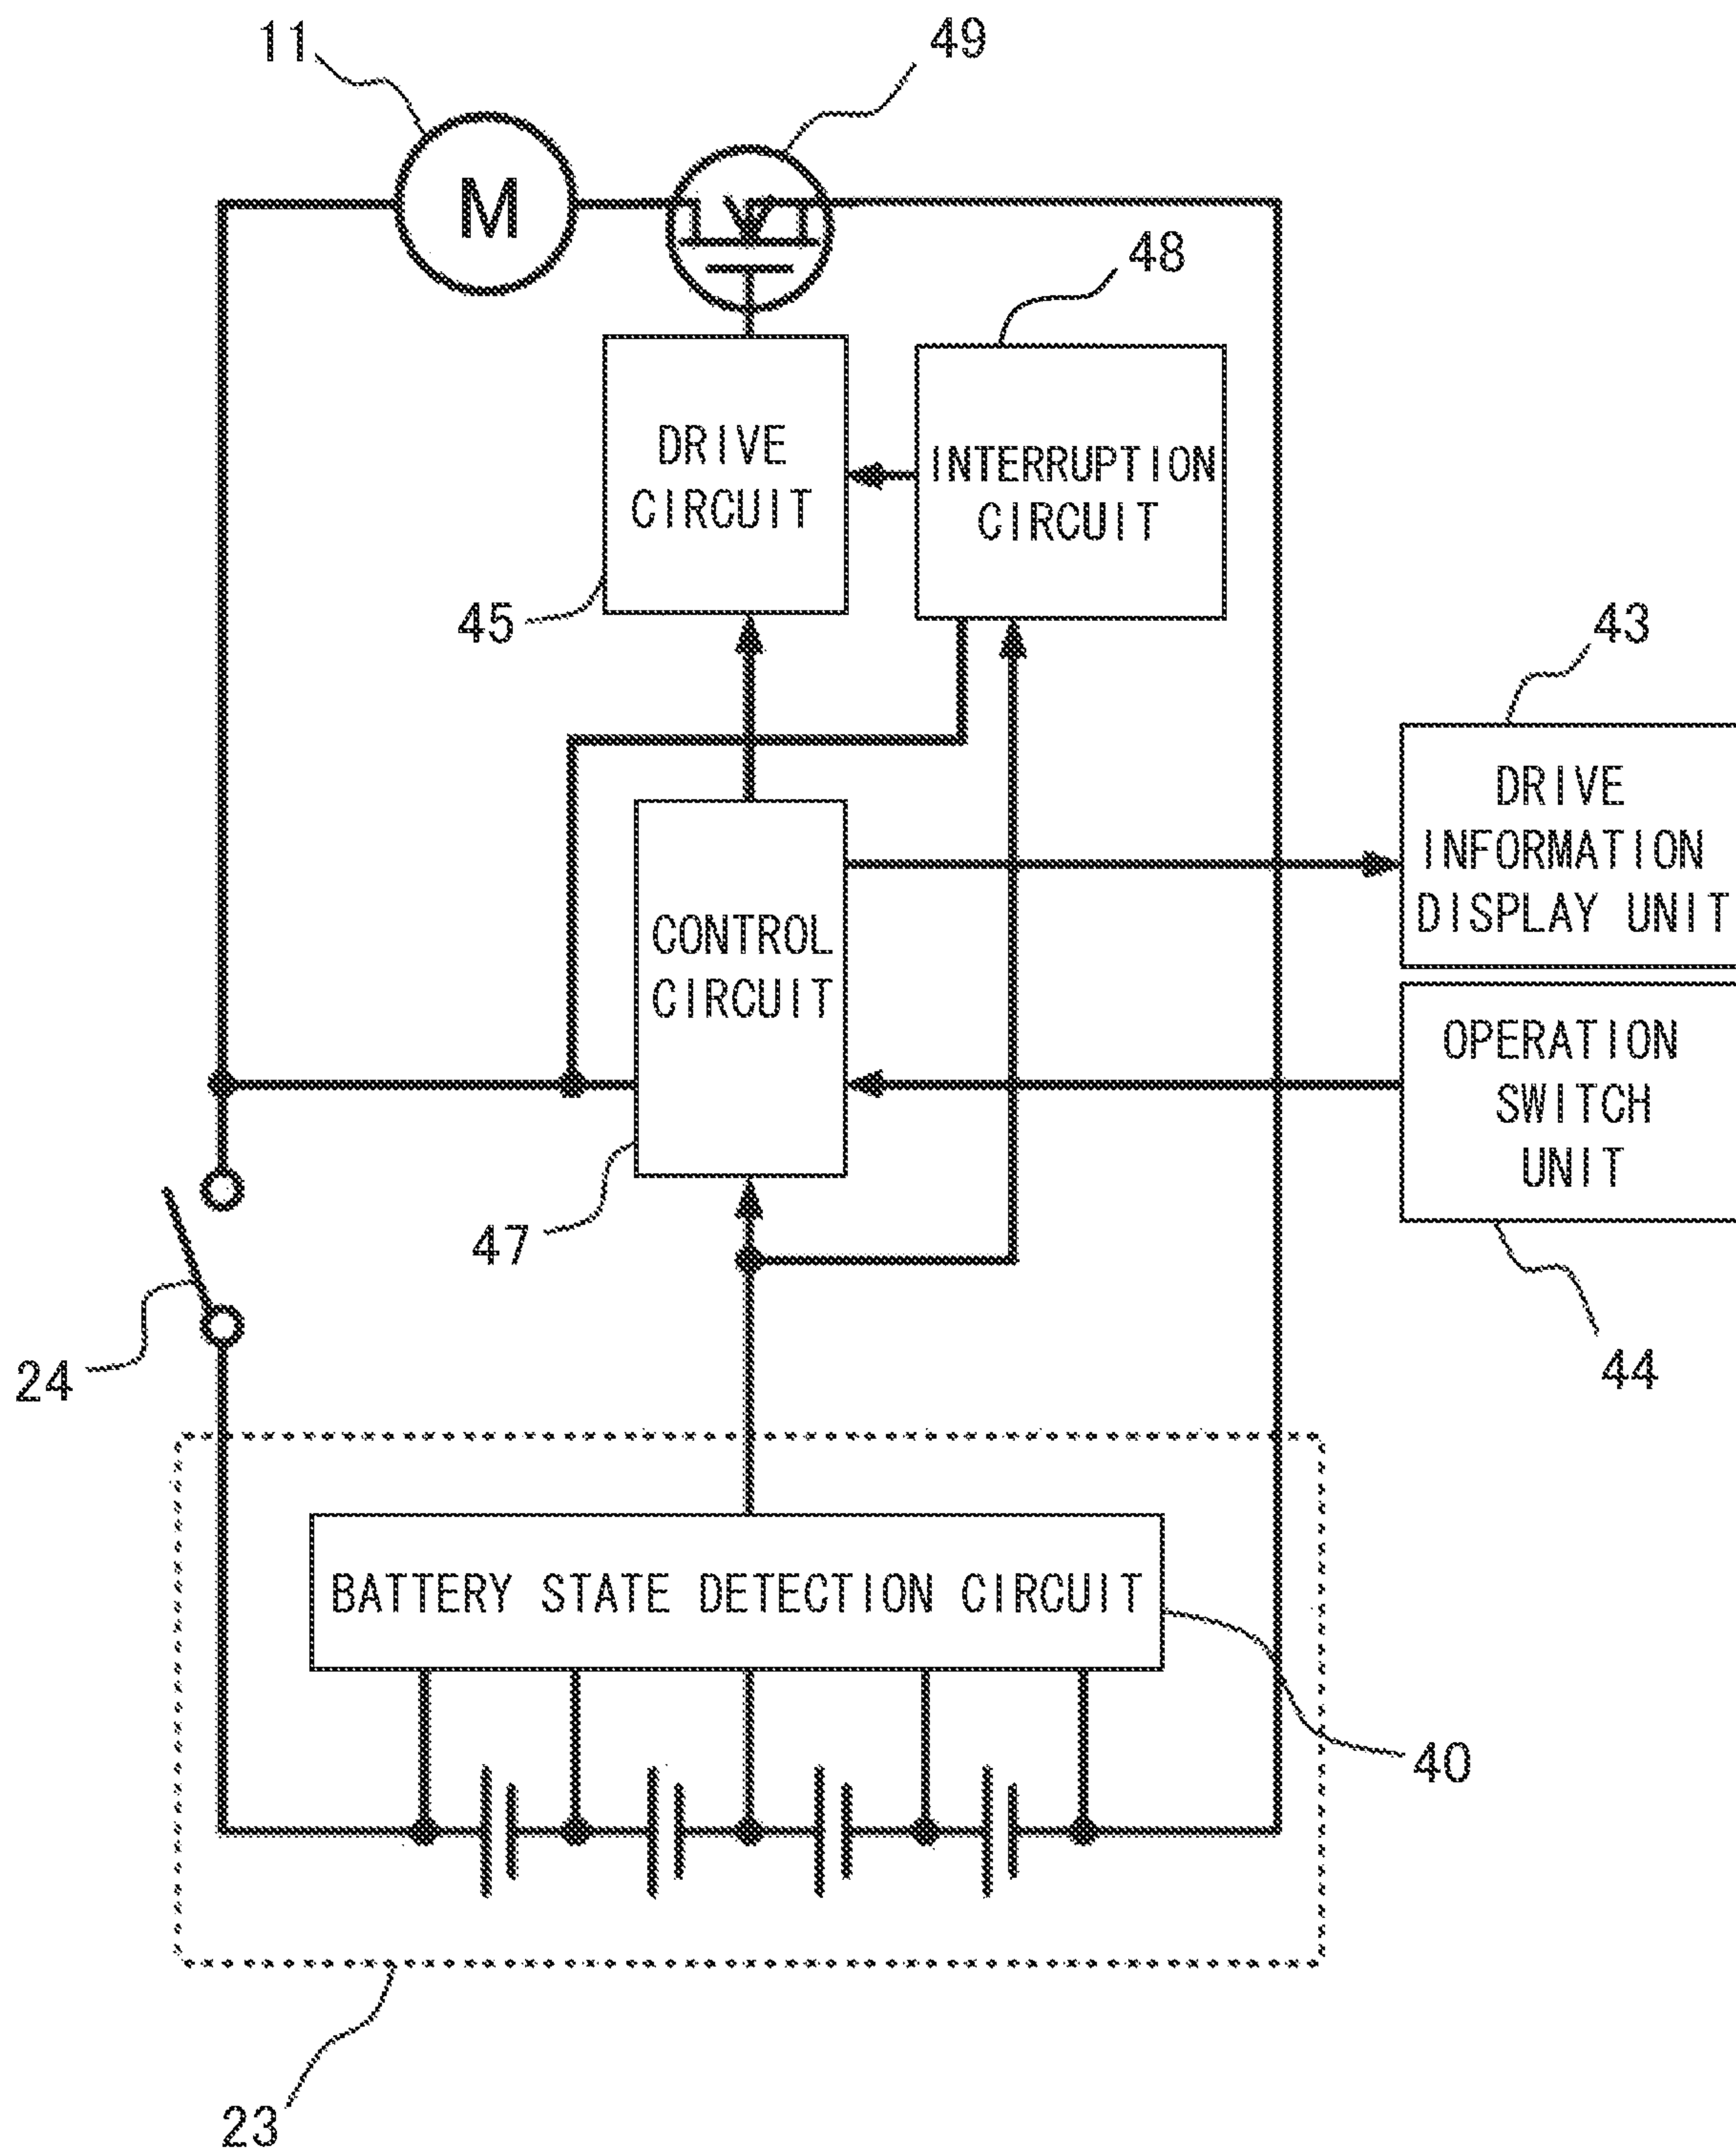 11
49
M
48
DRIVE
CIRCUIT
INTERRUPTION
CIRCUIT
45
43
DRIVE
INFORMATION
DISPLAY UNIT
CONTROL
CIRCUIT
OPERATION
SWITCH
UNIT
47
24
44
BATTERY STATE DETECTION CIRCUIT
40
23